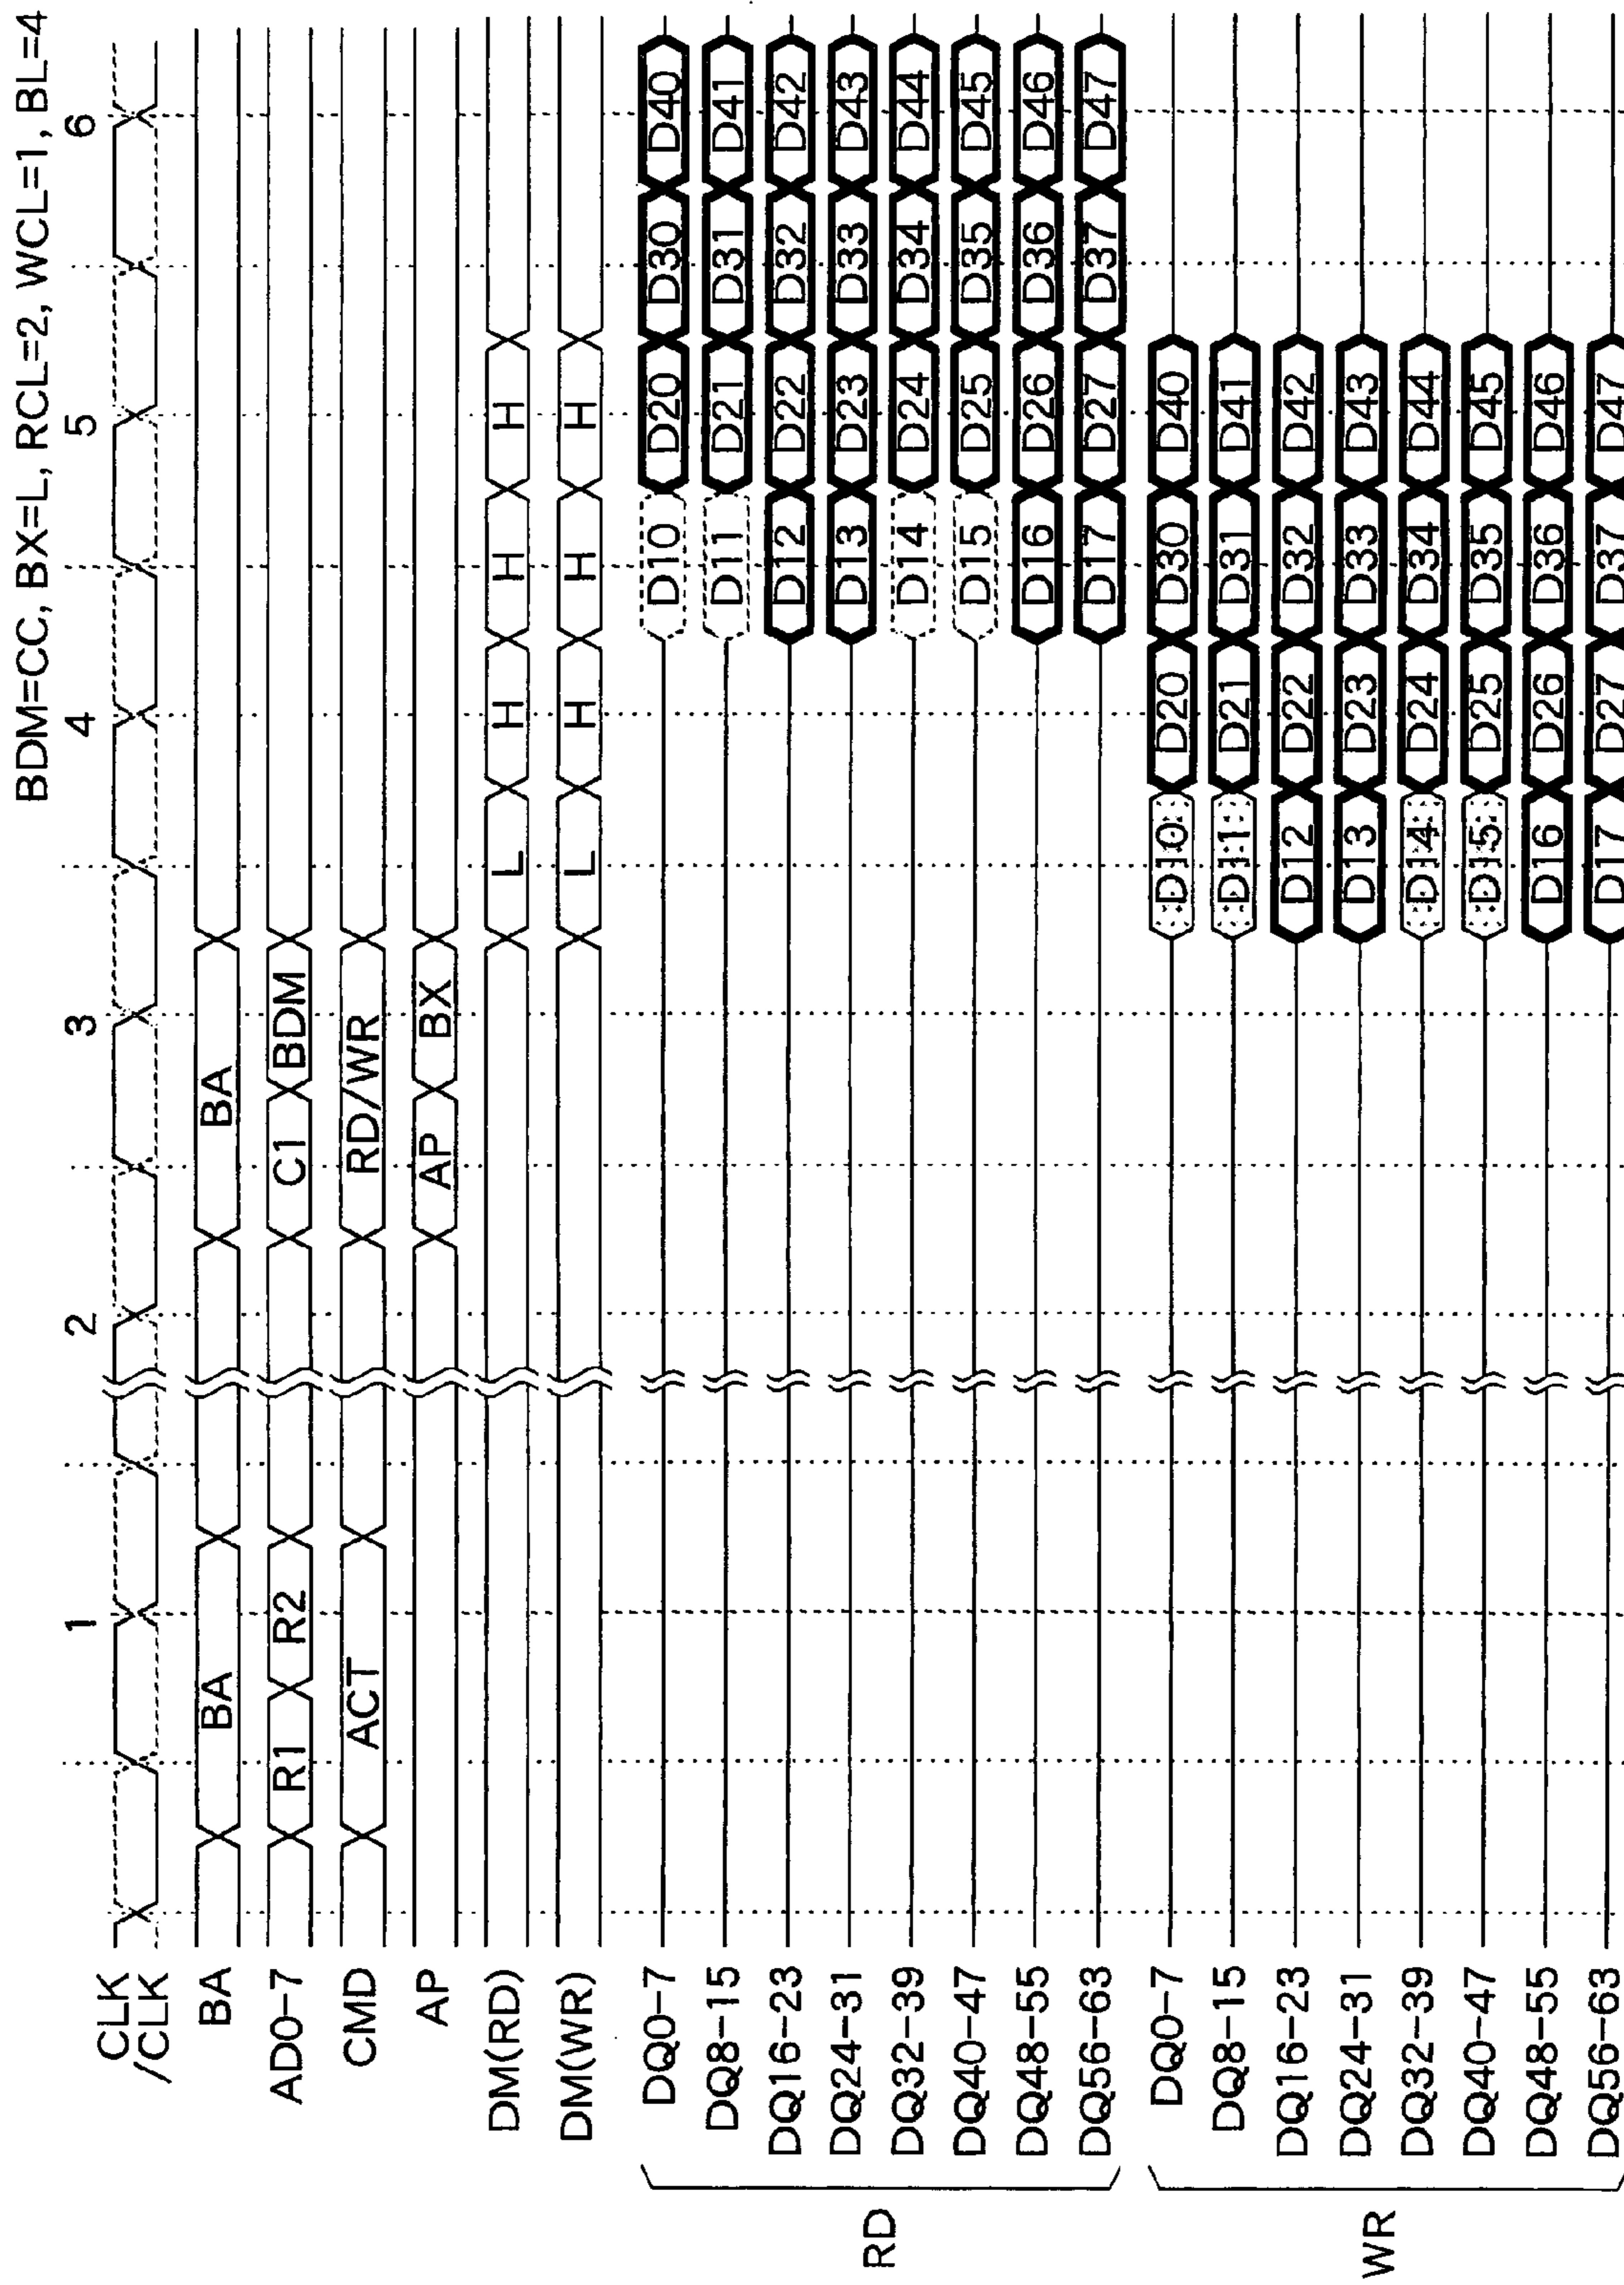 BDM=CC, BX=L, RCL=2, WCL=1, BL=4
1 2 3 4 5 6
CLK
/CLK
BA BA BA
AD0-7 R1 R2 C1 BDM
CMD ACT RD/WR
AP AP BX
DM(RD) L H H H
DM(WR) L H H H
RD
DQ0-7 D10 D20 D30 D40
DQ8-15 D11 D21 D31 D41
DQ16-23 D12 D22 D32 D42
DQ24-31 D13 D23 D33 D43
DQ32-39 D14 D24 D34 D44
DQ40-47 D15 D25 D35 D45
DQ48-55 D16 D26 D36 D46
DQ56-63 D17 D27 D37 D47
WR
DQ0-7 D10 D20 D30 D40
DQ8-15 D11 D21 D31 D41
DQ16-23 D12 D22 D32 D42
DQ24-31 D13 D23 D33 D43
DQ32-39 D14 D24 D34 D44
DQ40-47 D15 D25 D35 D45
DQ48-55 D16 D26 D36 D46
DQ56-63 D17 D27 D37 D47